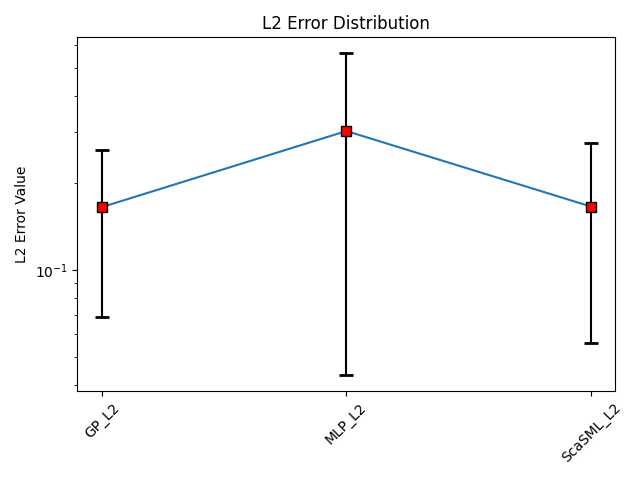 L2 Error Distribution
L2 Error Value
10⁻¹
GP_L2
MLP_L2
ScaSML_L2